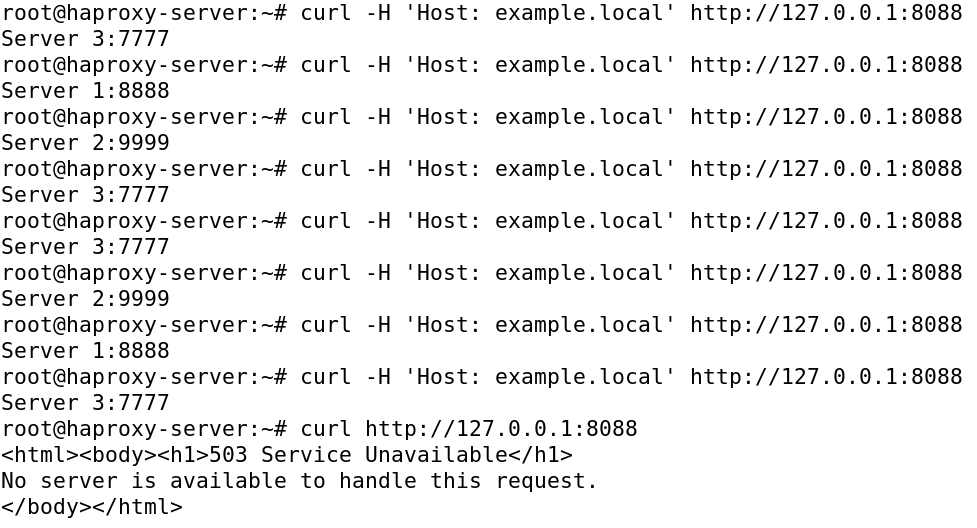 root@haproxy-server:~# curl -H 'Host: example.local' http://127.0.0.1:8088
Server 3:7777
root@haproxy-server:~# curl -H 'Host: example.local' http://127.0.0.1:8088
Server 1:8888
root@haproxy-server:~# curl -H 'Host: example.local' http://127.0.0.1:8088
Server 2:9999
root@haproxy-server:~# curl -H 'Host: example.local' http://127.0.0.1:8088
Server 3:7777
root@haproxy-server:~# curl -H 'Host: example.local' http://127.0.0.1:8088
Server 3:7777
root@haproxy-server:~# curl -H 'Host: example.local' http://127.0.0.1:8088
Server 2:9999
root@haproxy-server:~# curl -H 'Host: example.local' http://127.0.0.1:8088
Server 1:8888
root@haproxy-server:~# curl -H 'Host: example.local' http://127.0.0.1:8088
Server 3:7777
root@haproxy-server:~# curl http://127.0.0.1:8088
<html><body><h1>503 Service Unavailable</h1>
No server is available to handle this request.
</body></html>